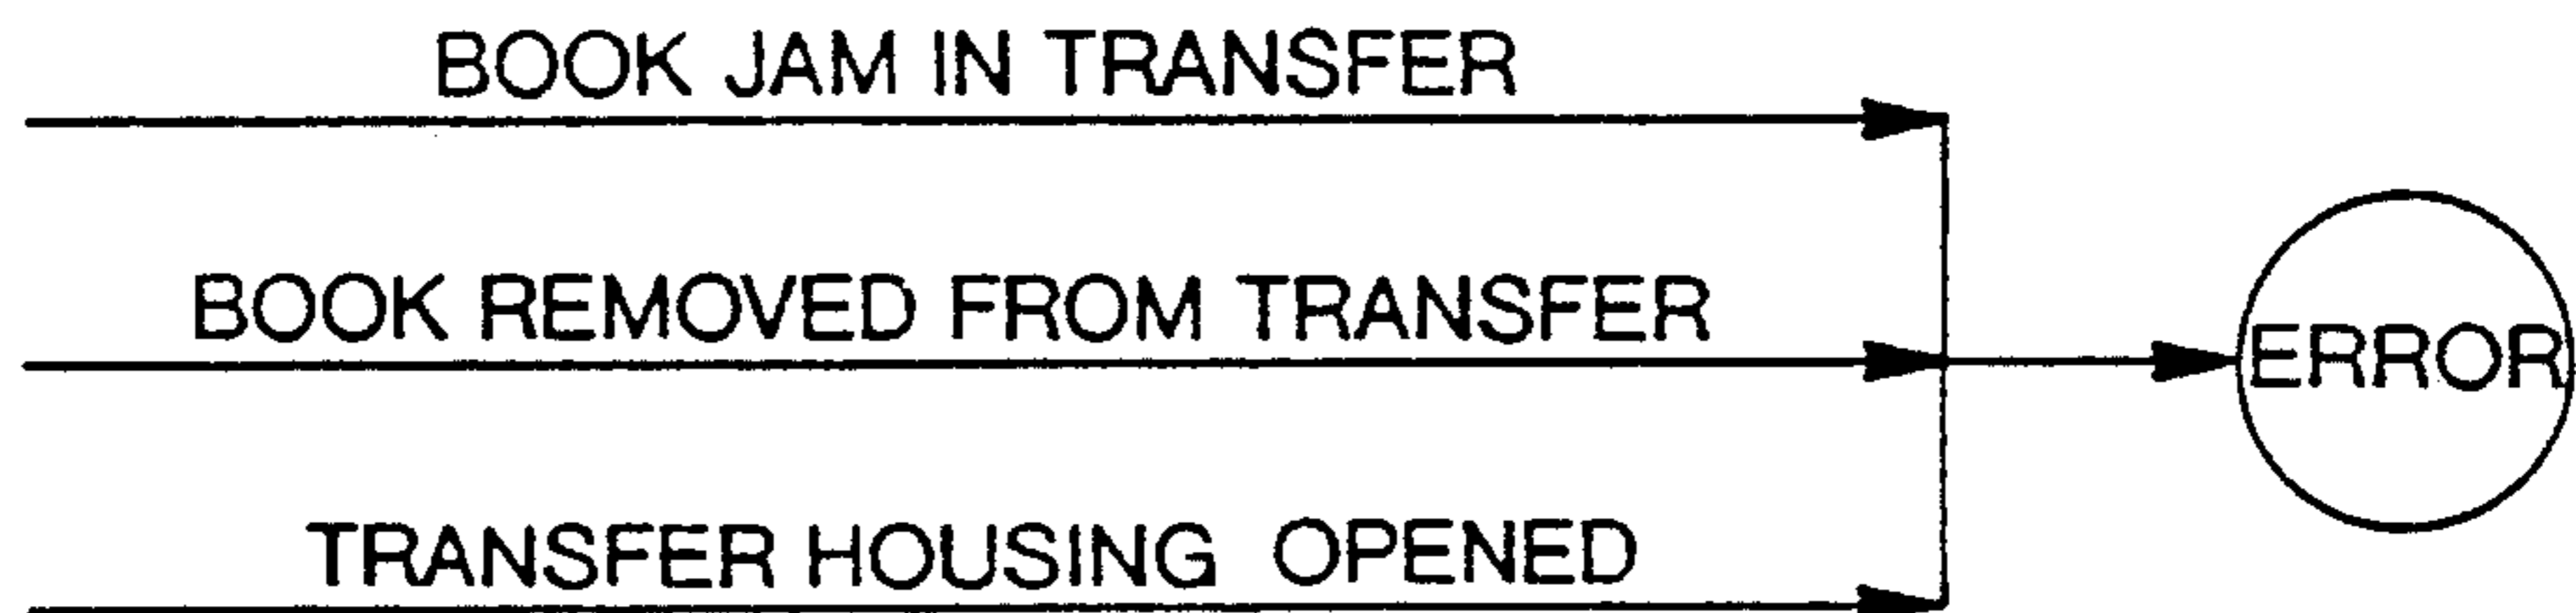 BOOK JAM IN TRANSFER
BOOK REMOVED FROM TRANSFER
ERROR
TRANSFER HOUSING OPENED